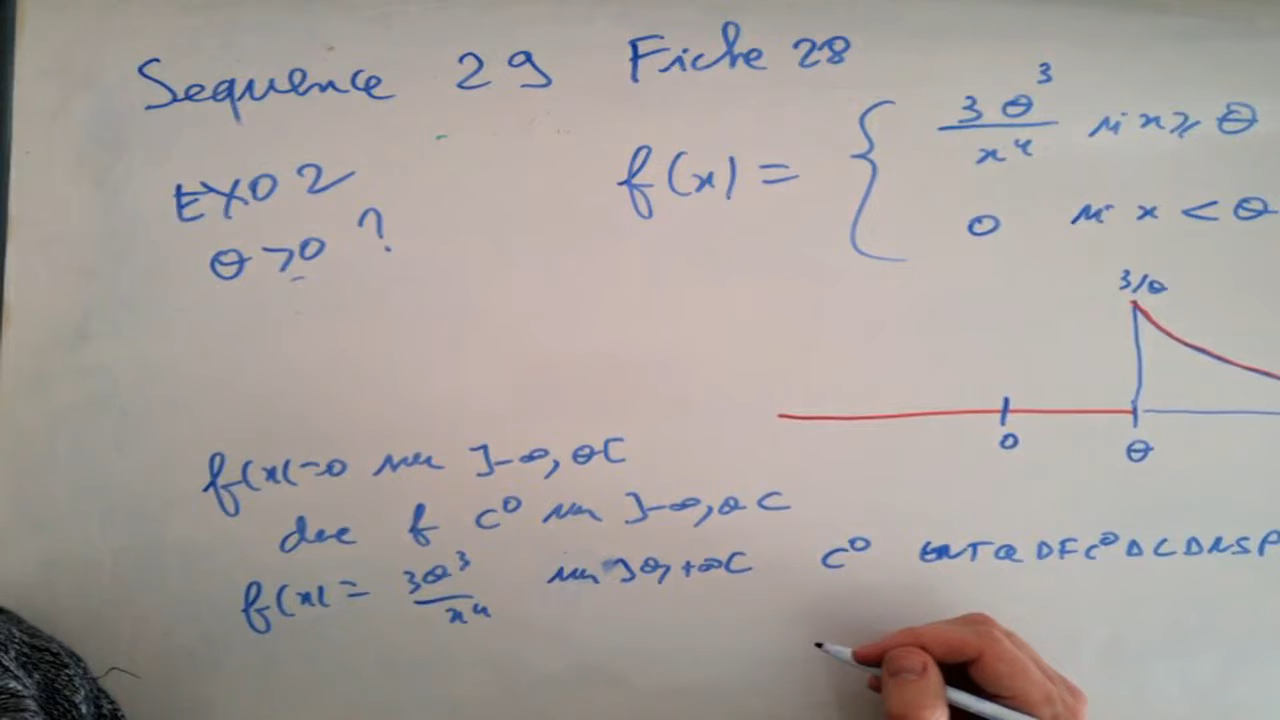 Sequence 29 Fiche 28
EXO 2
θ > 0 ?
f(x) = { 3θ³/x⁴ si x ≥ θ
0 si x < θ
3/θ
0 θ
f(x)=0 sur ]-∞, θ[
donc f C⁰ sur ]-∞, θ[
f(x) = 3θ³/x⁴ sur ]θ, +∞[ C⁰